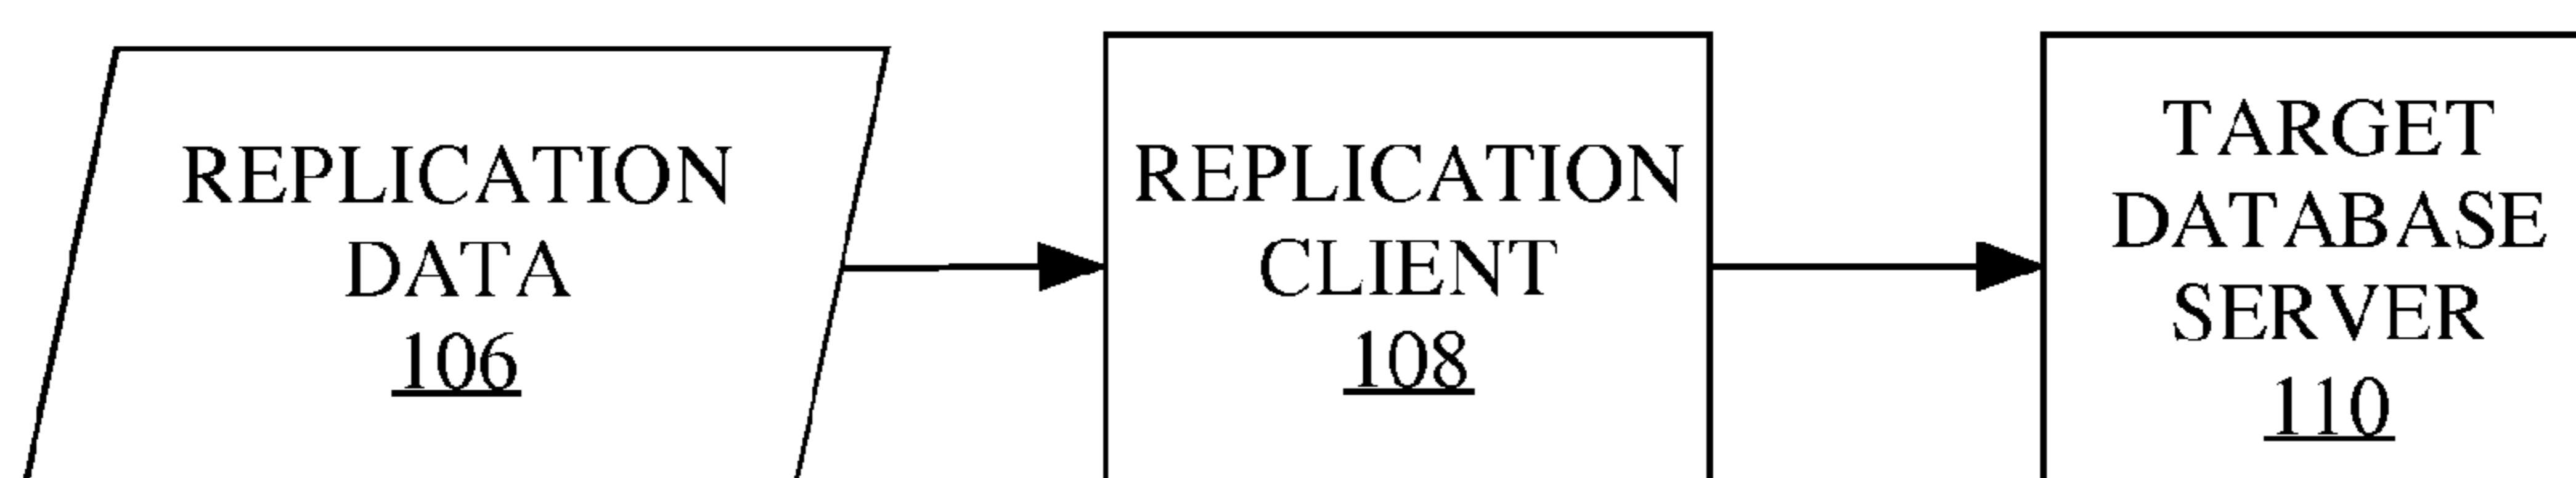 REPLICATION
DATA
106
REPLICATION
CLIENT
108
TARGET
DATABASE
SERVER
110